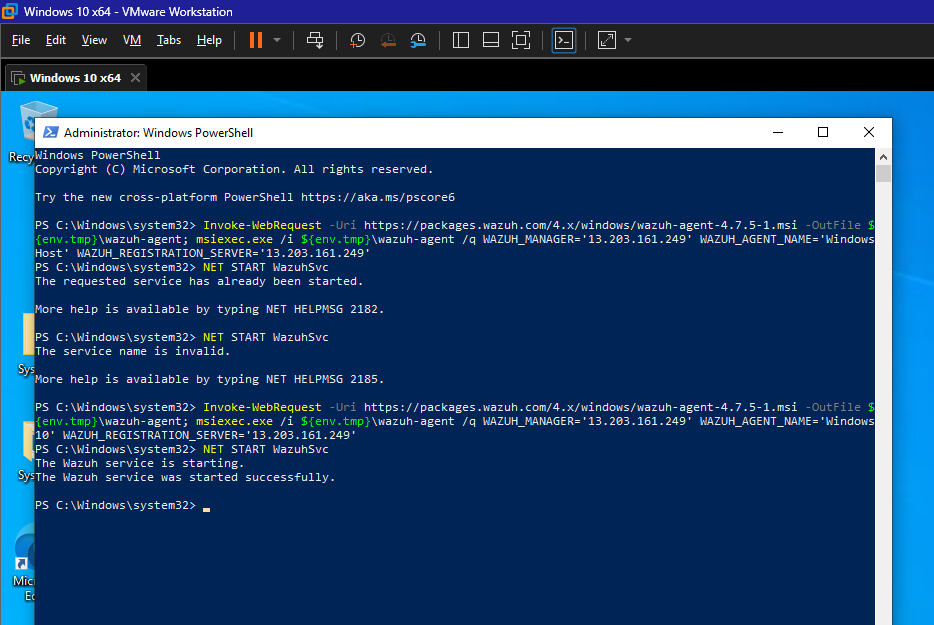 Windows 10 x64 - VMware Workstation
File Edit View VM Tabs Help
Windows 10 x64
Administrator: Windows PowerShell
Windows PowerShell
Copyright (C) Microsoft Corporation. All rights reserved.
Try the new cross-platform PowerShell https://aka.ms/pscore6
PS C:\Windows\system32> Invoke-WebRequest -Uri https://packages.wazuh.com/4.x/windows/wazuh-agent-4.7.5-1.msi -OutFile $
{env.tmp}\wazuh-agent; msiexec.exe /i ${env.tmp}\wazuh-agent /q WAZUH_MANAGER='13.203.161.249' WAZUH_AGENT_NAME='Windows
Host' WAZUH_REGISTRATION_SERVER='13.203.161.249'
PS C:\Windows\system32> NET START WazuhSvc
The requested service has already been started.
More help is available by typing NET HELPMSG 2182.
PS C:\Windows\system32> NET START WazuhSvc
The service name is invalid.
More help is available by typing NET HELPMSG 2185.
PS C:\Windows\system32> Invoke-WebRequest -Uri https://packages.wazuh.com/4.x/windows/wazuh-agent-4.7.5-1.msi -OutFile $
{env.tmp}\wazuh-agent; msiexec.exe /i ${env.tmp}\wazuh-agent /q WAZUH_MANAGER='13.203.161.249' WAZUH_AGENT_NAME='Windows
10' WAZUH_REGISTRATION_SERVER='13.203.161.249'
PS C:\Windows\system32> NET START WazuhSvc
The Wazuh service is starting.
The Wazuh service was started successfully.
PS C:\Windows\system32>
Recy
Sys
Sys
Mic
Ed